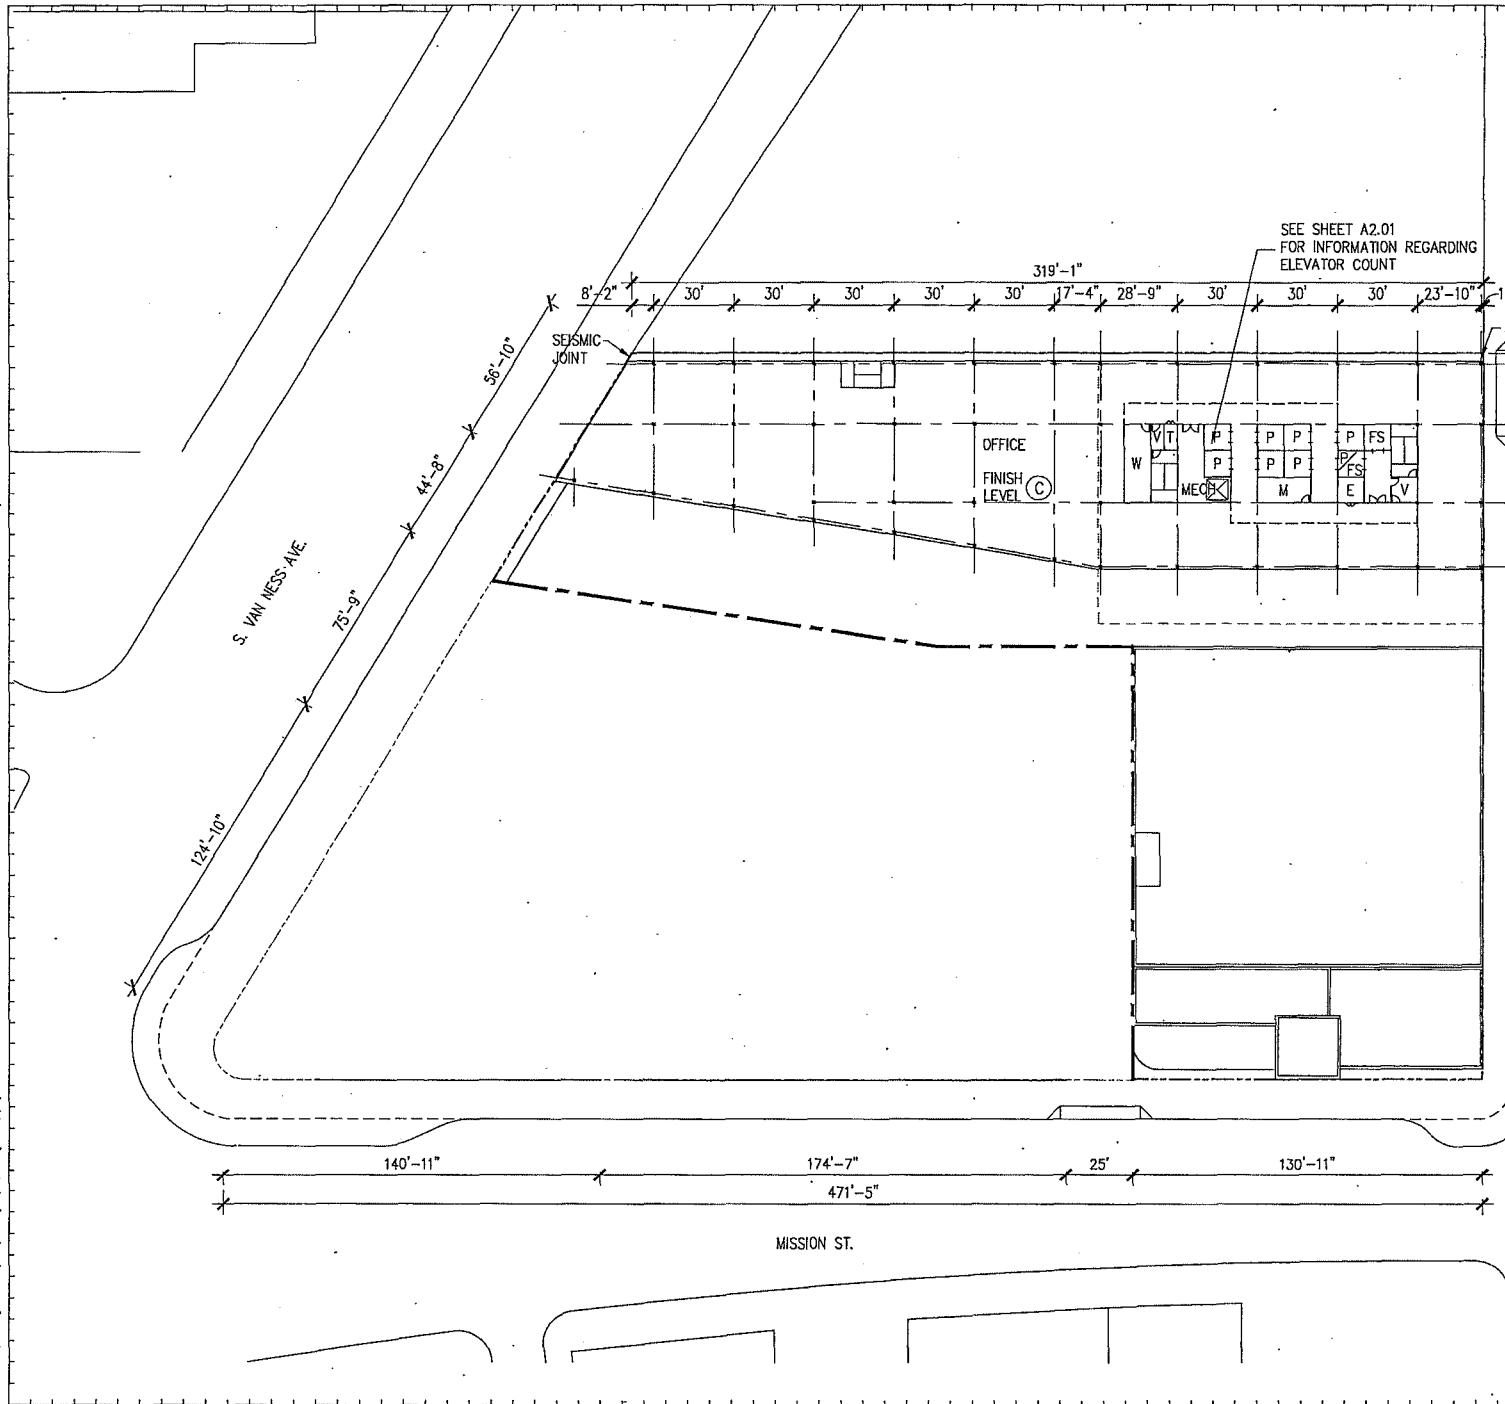 SEE SHEET A2.01
FOR INFORMATION REGARDING
ELEVATOR COUNT
319'-1"
8'-2" 30' 30' 30' 30' 30' 17'-4" 28'-9" 30' 30' 30' 23'-10"
SEISMIC
JOINT
56'-10"
44'-8"
75'-9"
124'-10"
S. VAN NESS AVE.
OFFICE
FINISH
LEVEL C
V T P P P P FS
W P P P P FS
MECH M E V
140'-11" 174'-7" 25' 130'-11"
471'-5"
MISSION ST.